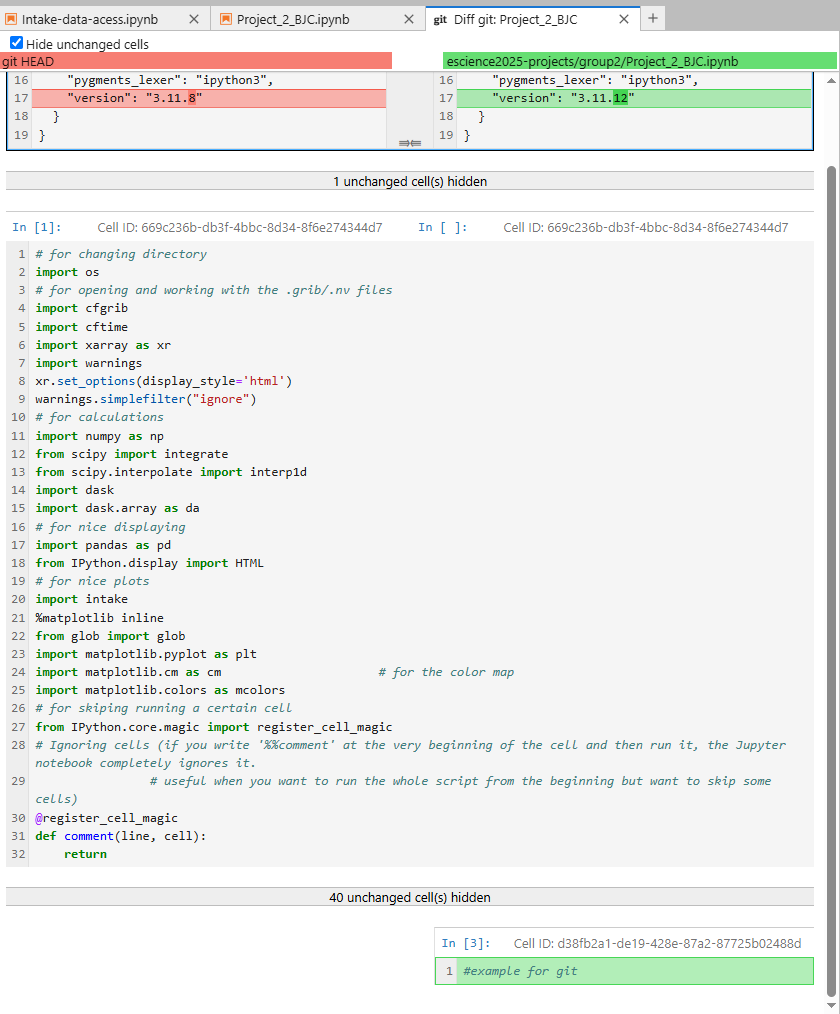 Intake-data-acess.ipynb
Project_2_BJC.ipynb
git Diff git: Project_2_BJC
Hide unchanged cells
git HEAD
escience2025-projects/group2/Project_2_BJC.ipynb
16 "pygments_lexer": "ipython3",
17 "version": "3.11.8"
18 }
19 }
16 "pygments_lexer": "ipython3",
17 "version": "3.11.12"
18 }
19 }
1 unchanged cell(s) hidden
In [1]: Cell ID: 669c236b-db3f-4bbc-8d34-8f6e274344d7
In [ ]: Cell ID: 669c236b-db3f-4bbc-8d34-8f6e274344d7
1 # for changing directory
2 import os
3 # for opening and working with the .grib/.nv files
4 import cfgrib
5 import cftime
6 import xarray as xr
7 import warnings
8 xr.set_options(display_style='html')
9 warnings.simplefilter("ignore")
10 # for calculations
11 import numpy as np
12 from scipy import integrate
13 from scipy.interpolate import interp1d
14 import dask
15 import dask.array as da
16 # for nice displaying
17 import pandas as pd
18 from IPython.display import HTML
19 # for nice plots
20 import intake
21 %matplotlib inline
22 from glob import glob
23 import matplotlib.pyplot as plt
24 import matplotlib.cm as cm # for the color map
25 import matplotlib.colors as mcolors
26 # for skiping running a certain cell
27 from IPython.core.magic import register_cell_magic
28 # Ignoring cells (if you write '%%comment' at the very beginning of the cell and then run it, the Jupyter
notebook completely ignores it.
29 # useful when you want to run the whole script from the beginning but want to skip some
cells)
30 @register_cell_magic
31 def comment(line, cell):
32 return
40 unchanged cell(s) hidden
In [3]: Cell ID: d38fb2a1-de19-428e-87a2-87725b02488d
1 #example for git